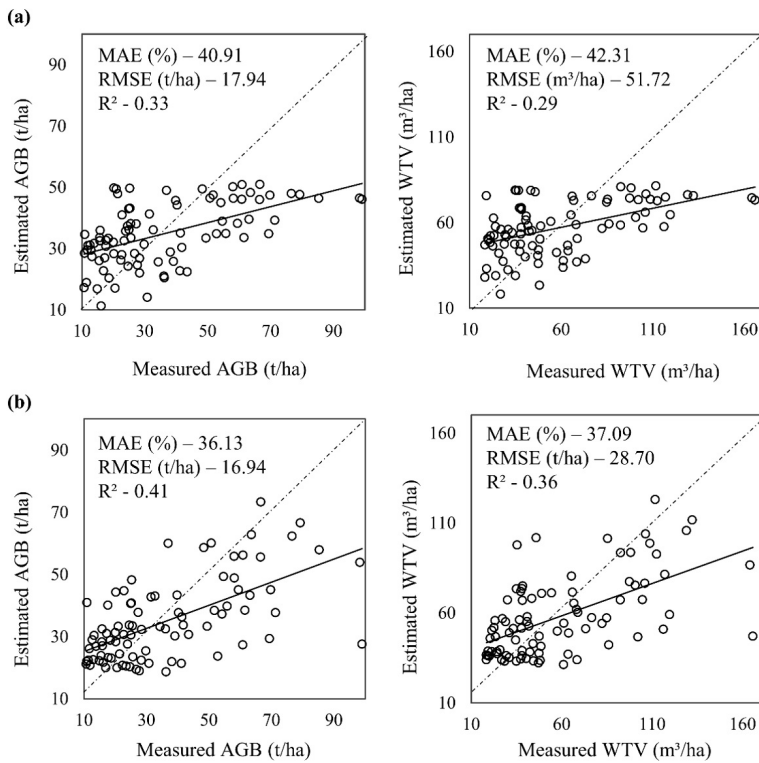 (a)
MAE (%) – 40.91
RMSE (t/ha) – 17.94
R² - 0.33
90
70
50
30
10
Estimated AGB (t/ha)
10 30 50 70 90
Measured AGB (t/ha)
MAE (%) – 42.31
RMSE (m³/ha) – 51.72
R² - 0.29
160
110
60
10
Estimated WTV (m³/ha)
10 60 110 160
Measured WTV (m³/ha)
(b)
MAE (%) – 36.13
RMSE (t/ha) – 16.94
R² - 0.41
90
70
50
30
10
Estimated AGB (t/ha)
10 30 50 70 90
Measured AGB (t/ha)
MAE (%) – 37.09
RMSE (t/ha) – 28.70
R² - 0.36
160
110
60
10
Estimated WTV (m³/ha)
10 60 110 160
Measured WTV (m³/ha)